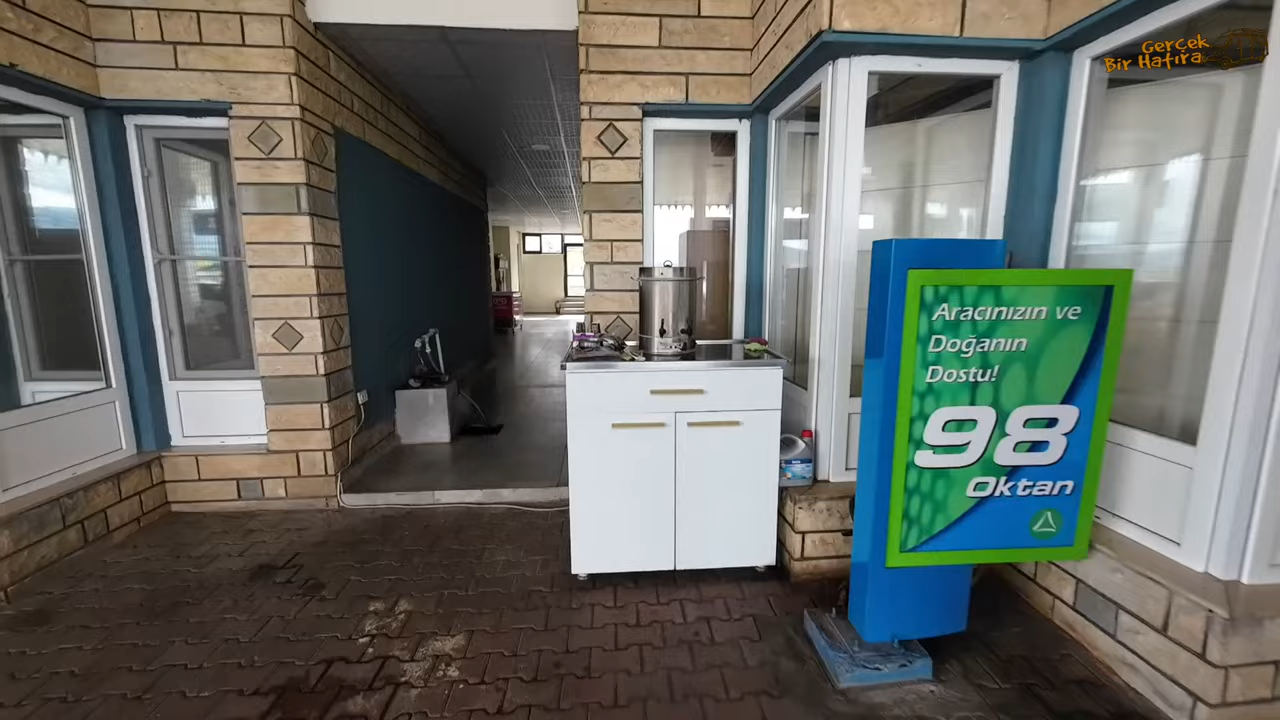 Gerçek
Bir Hatıra
Aracınızın ve
Doğanın
Dostu!
98
Oktan